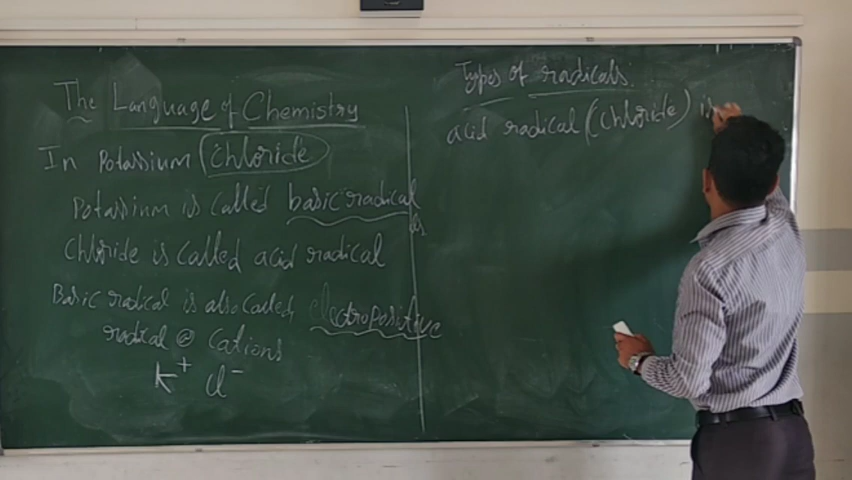 The Language of Chemistry
In Potassium Chloride
Potassium is called basic radical
Chloride is called acid radical
Basic radical is also called electropositive
radical @ Cations
K+ Cl-
Types of radicals.
acid radical (Chloride) is